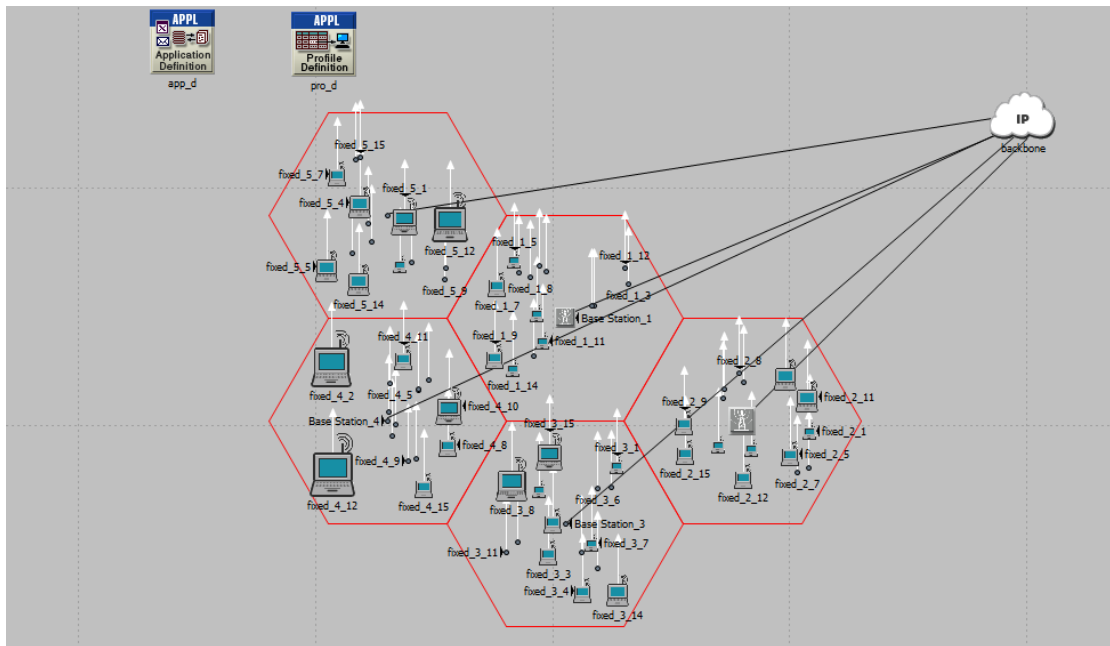 APPL
Application
Definition
app_d
APPL
Profile
Definition
pro_d
IP
backbone
fixed_5_15
fixed_5_7
fixed_5_1
fixed_5_4
fixed_5_12
fixed_5_5
fixed_5_9
fixed_5_14
fixed_1_5
fixed_1_12
fixed_1_8
fixed_1_3
fixed_1_7
Base Station_1
fixed_1_9
fixed_1_11
fixed_1_14
fixed_4_11
fixed_4_2
fixed_4_5
fixed_4_10
Base Station_4
fixed_4_8
fixed_4_9
fixed_4_12
fixed_4_15
fixed_2_8
fixed_2_9
fixed_2_11
fixed_2_1
fixed_2_5
fixed_2_15
fixed_2_7
fixed_2_12
fixed_3_15
fixed_3_1
fixed_3_6
fixed_3_8
Base Station_3
fixed_3_7
fixed_3_11
fixed_3_3
fixed_3_4
fixed_3_14